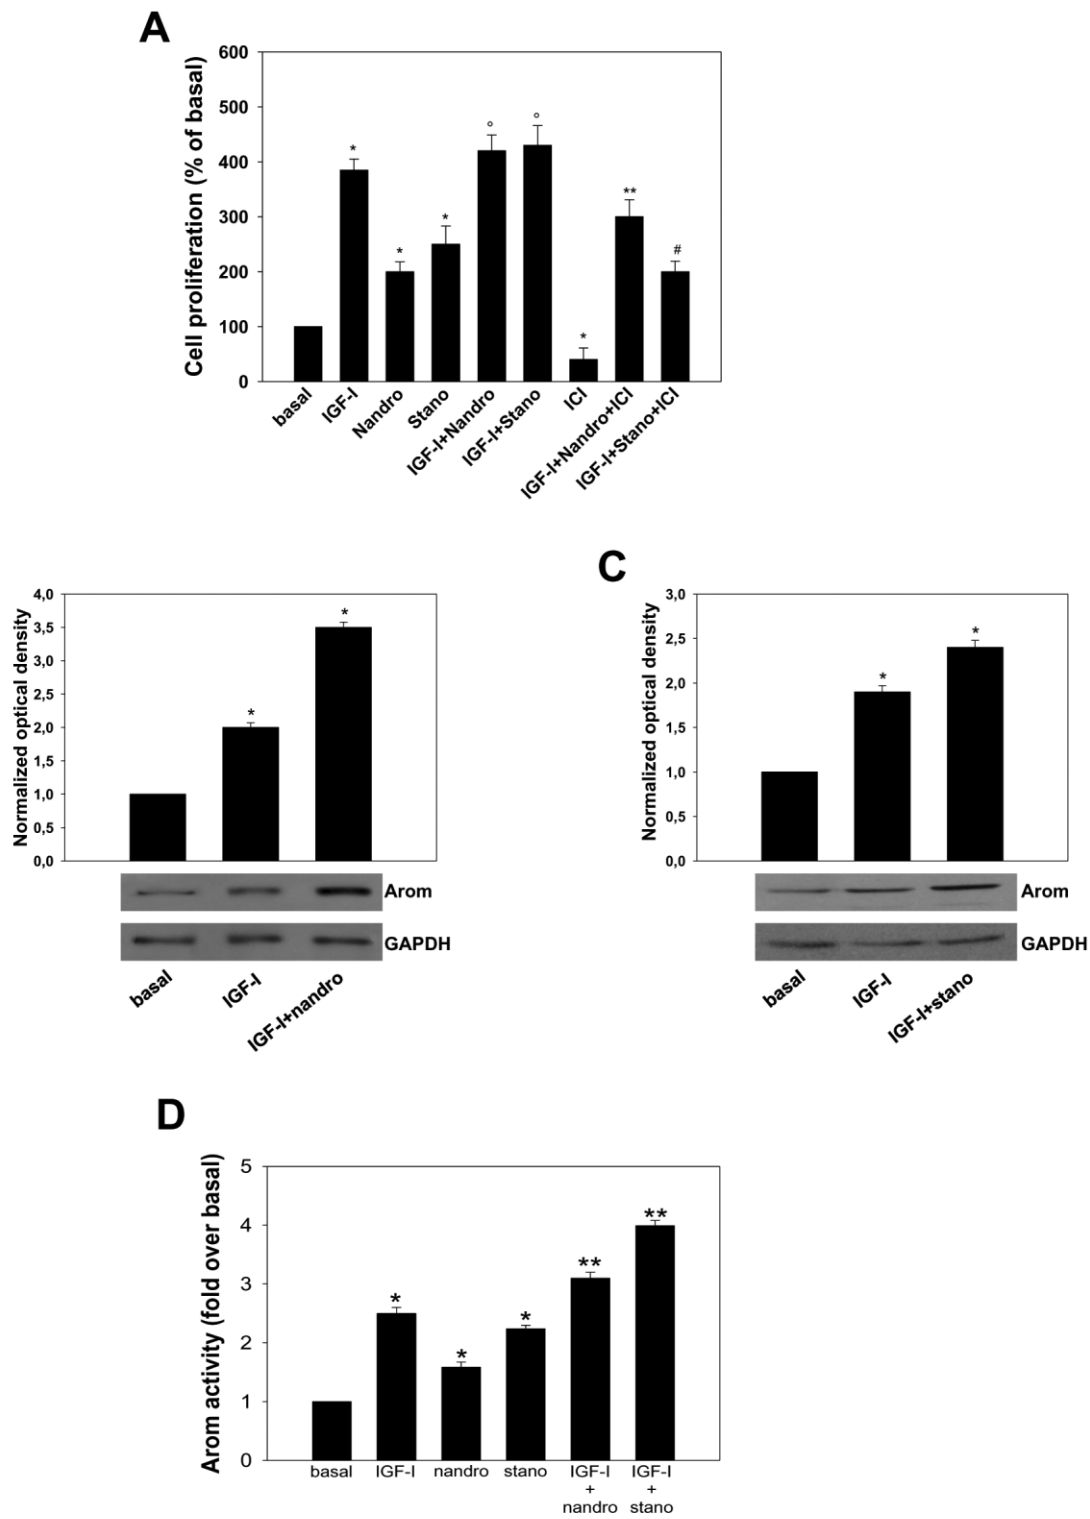 A
Cell proliferation (% of basal)
600
500
400
300
200
100
0
*
*
*
°
°
*
**
#
basal
IGF-I
Nandro
Stano
IGF-I+Nandro
IGF-I+Stano
ICI
IGF-I+Nandro+ICI
IGF-I+Stano+ICI
Normalized optical density
4,0
3,5
3,0
2,5
2,0
1,5
1,0
0,5
0,0
*
*
Arom
GAPDH
basal
IGF-I
IGF-I+nandro
C
Normalized optical density
3,0
2,5
2,0
1,5
1,0
0,5
0,0
*
*
Arom
GAPDH
basal
IGF-I
IGF-I+stano
D
Arom activity (fold over basal)
5
4
3
2
1
0
*
*
*
**
**
basal
IGF-I
nandro
stano
IGF-I
+
nandro
IGF-I
+
stano